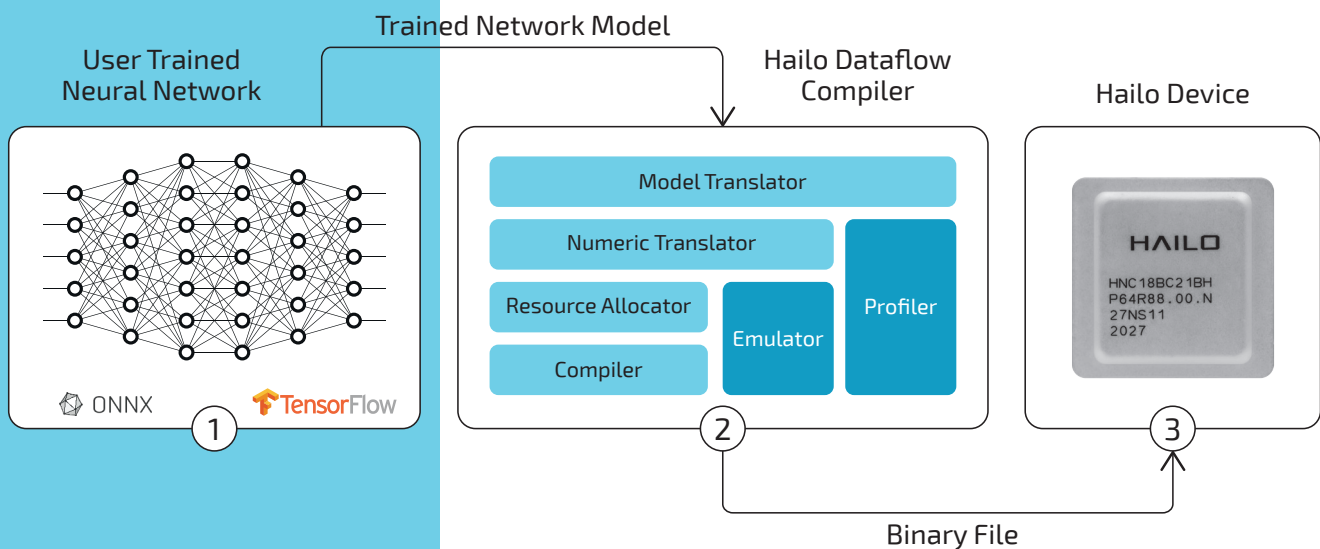 Trained Network Model
User Trained
Neural Network
Hailo Dataflow
Compiler
Hailo Device
ONNX
TensorFlow
1
Model Translator
Numeric Translator
Resource Allocator
Compiler
Emulator
Profiler
2
HAILO
HNC18BC21BH
P64R88.00.N
27NS11
2027
3
Binary File